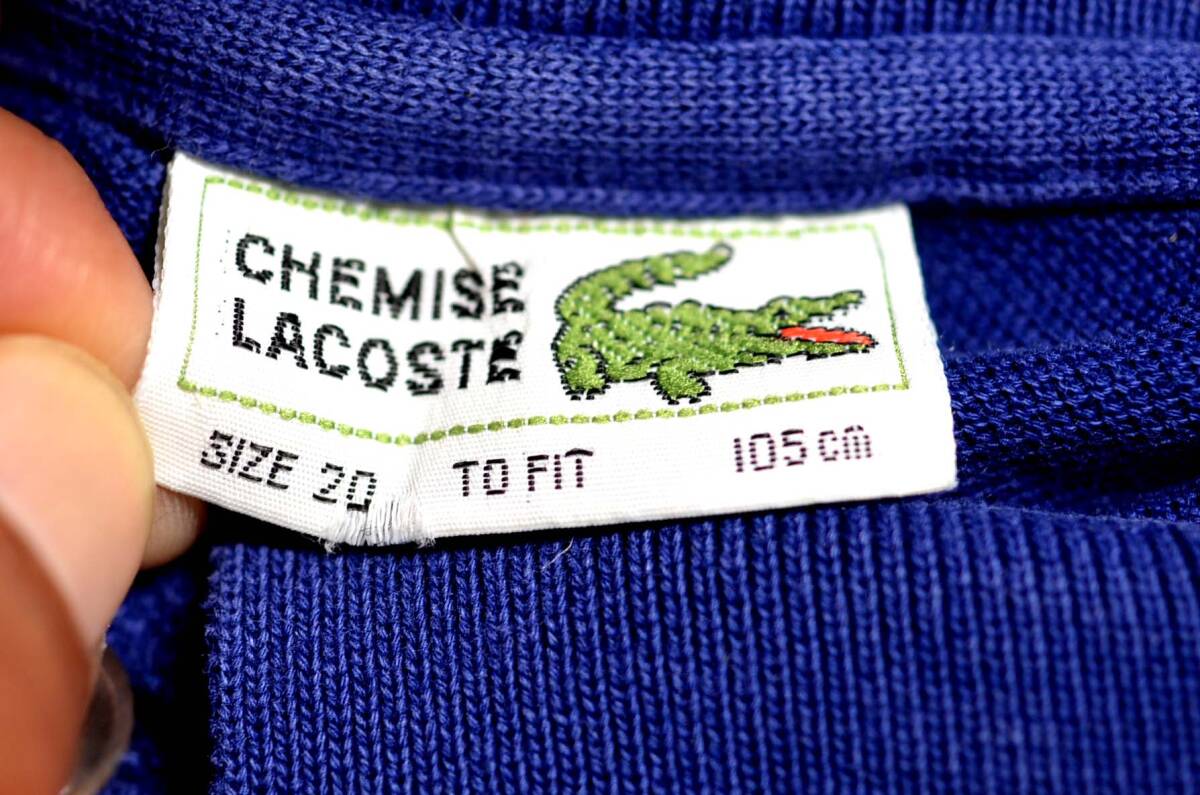 CHEMISE
LACOSTE
SIZE 20 TO FIT 105 cm